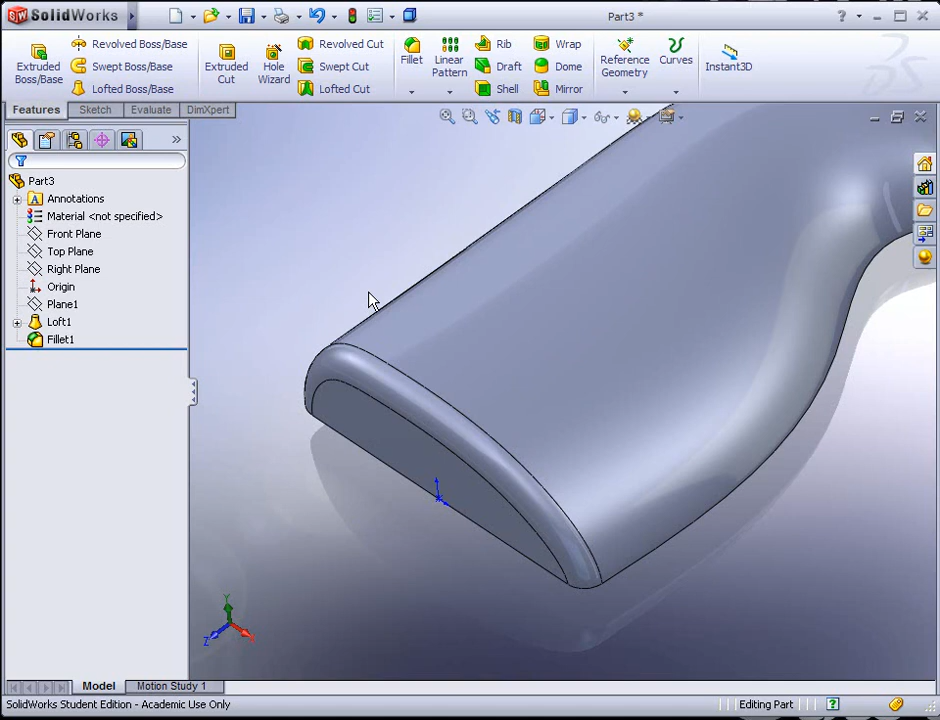 SolidWorks
Part3 *
Extruded Boss/Base
Revolved Boss/Base
Swept Boss/Base
Lofted Boss/Base
Extruded Cut
Hole Wizard
Revolved Cut
Swept Cut
Lofted Cut
Fillet
Linear Pattern
Rib
Draft
Shell
Wrap
Dome
Mirror
Reference Geometry
Curves
Instant3D
Features
Sketch
Evaluate
DimXpert
Part3
Annotations
Material <not specified>
Front Plane
Top Plane
Right Plane
Origin
Plane1
Loft1
Fillet1
Y
Z
X
Model
Motion Study 1
SolidWorks Student Edition - Academic Use Only
Editing Part